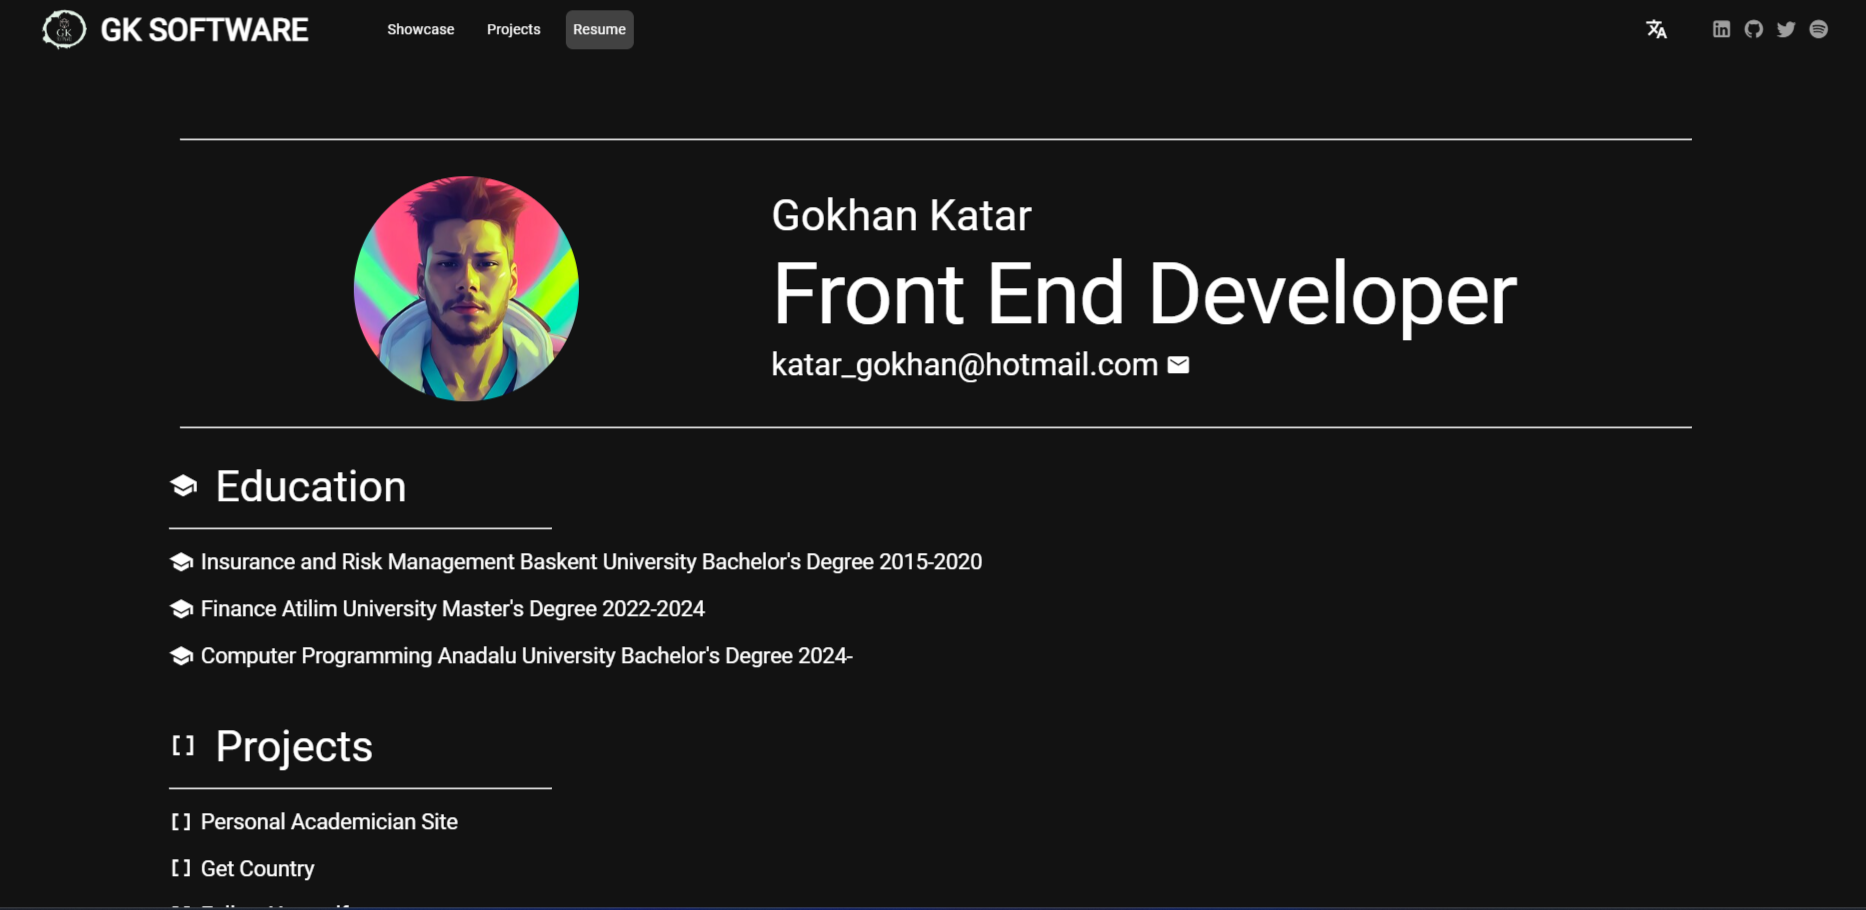 GK
GK SOFTWARE
Showcase
Projects
Resume
Gokhan Katar
Front End Developer
katar_gokhan@hotmail.com
Education
Insurance and Risk Management Baskent University Bachelor's Degree 2015-2020
Finance Atilim University Master's Degree 2022-2024
Computer Programming Anadalu University Bachelor's Degree 2024-
[ ] Projects
[ ] Personal Academician Site
[ ] Get Country